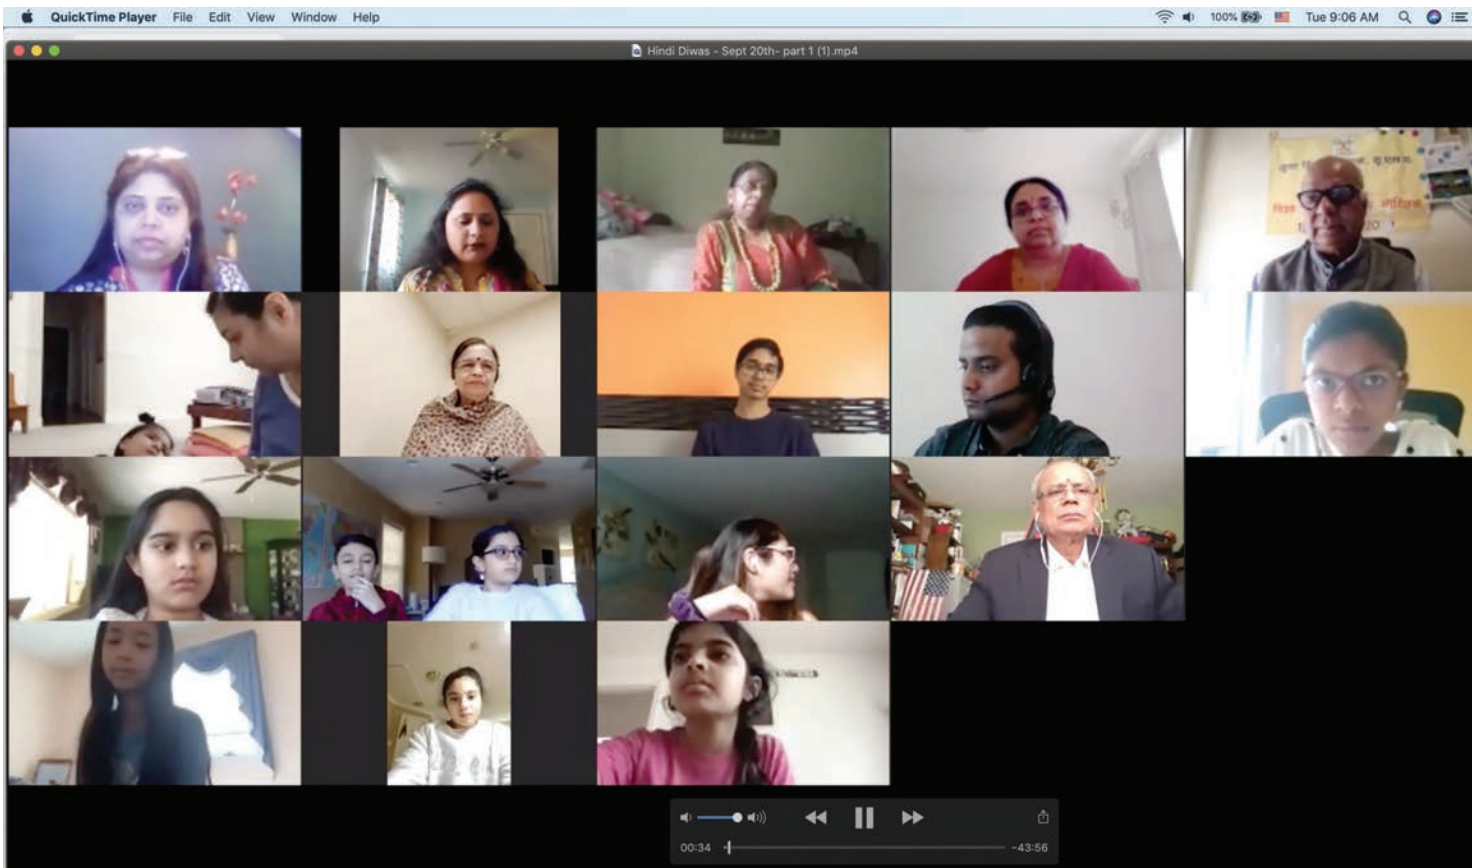 QuickTime Player File Edit View Window Help
100%
Tue 9:06 AM
Hindi Diwas - Sept 20th- part 1 (1).mp4
00:34
-43:56